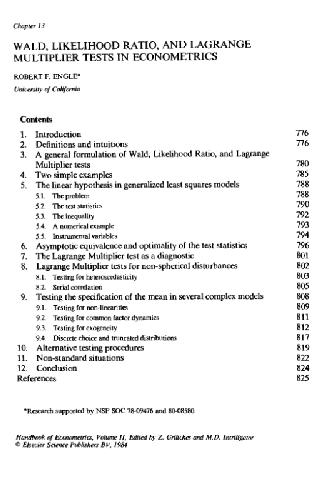 Chapter 13
WALD, LIKELIHOOD RATIO, AND LAGRANGE
MULTIPLIER TESTS IN ECONOMETRICS
ROBERT F. ENGLE*
University of California
Contents
1. Introduction 776
2. Definitions and intuitions 776
3. A general formulation of Wald, Likelihood Ratio, and Lagrange
Multiplier tests 780
4. Two simple examples 785
5. The linear hypothesis in generalized least squares models 788
5.1. The problem 788
5.2. The test statistics 790
5.3. The inequality 792
5.4. A numerical example 793
5.5. Instrumental variables 794
6. Asymptotic equivalence and optimality of the test statistics 796
7. The Lagrange Multiplier test as a diagnostic 801
8. Lagrange Multiplier tests for non-spherical disturbances 802
8.1. Testing for heteroscedasticity 803
8.2. Serial correlation 805
9. Testing the specification of the mean in several complex models 808
9.1. Testing for non-linearities 809
9.2. Testing for common factor dynamics 811
9.3. Testing for exogeneity 812
9.4. Discrete choice and truncated distributions 817
10. Alternative testing procedures 819
11. Non-standard situations 822
12. Conclusion 824
References 825
*Research supported by NSF SOC 78-09476 and 80-08580.
Handbook of Econometrics, Volume II, Edited by Z. Griliches and M.D. Intriligator
© Elsevier Science Publishers BV, 1984